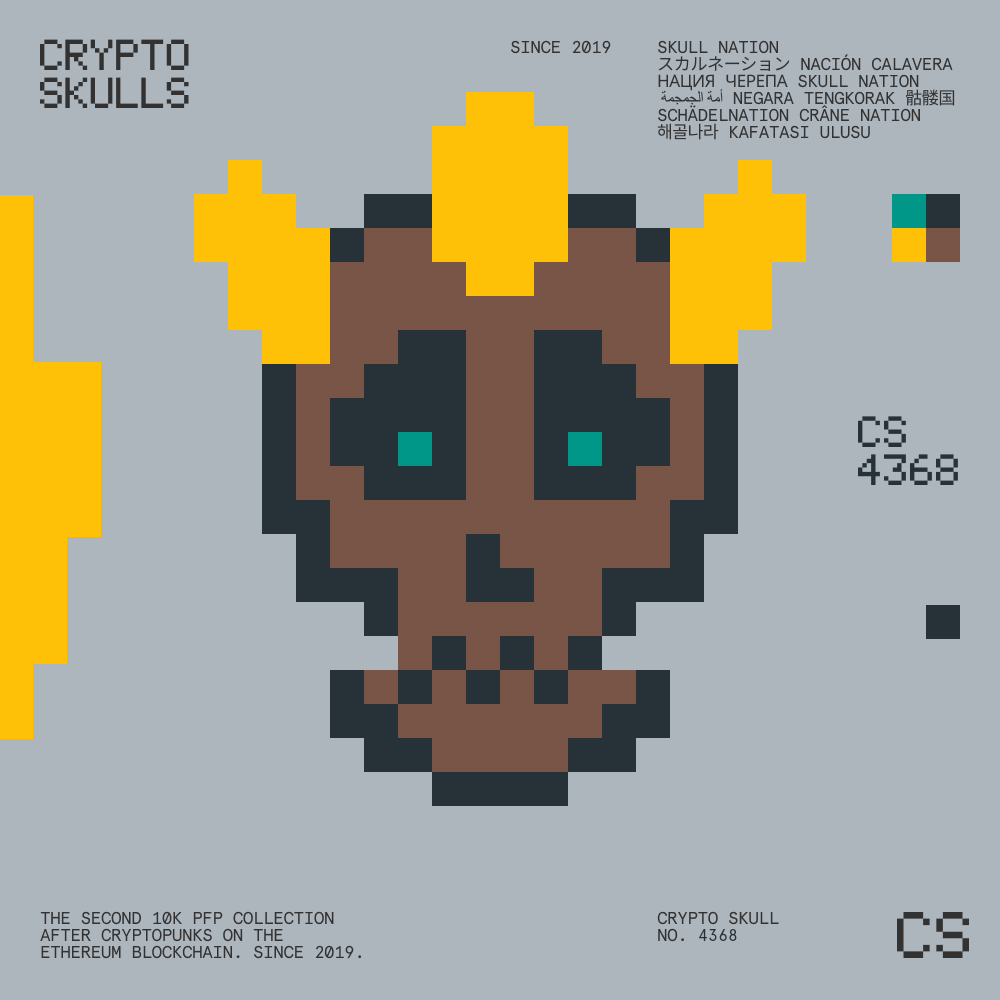 CRYPTO
SKULLS
SINCE 2019
SKULL NATION
スカルネーション NACIÓN CALAVERA
НАЦИЯ ЧЕРЕПА SKULL NATION
أمة الجمجمة NEGARA TENGKORAK 骷髅国
SCHÄDELNATION CRÂNE NATION
해골나라 KAFATASI ULUSU
CS
4368
THE SECOND 10K PFP COLLECTION
AFTER CRYPTOPUNKS ON THE
ETHEREUM BLOCKCHAIN. SINCE 2019.
CRYPTO SKULL
NO. 4368
CS